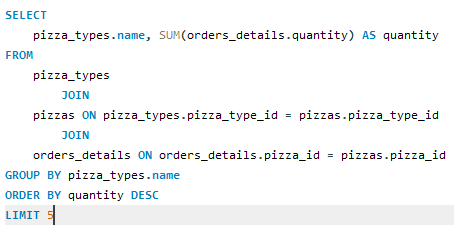 SELECT
pizza_types.name, SUM(orders_details.quantity) AS quantity
FROM
pizza_types
JOIN
pizzas ON pizza_types.pizza_type_id = pizzas.pizza_type_id
JOIN
orders_details ON orders_details.pizza_id = pizzas.pizza_id
GROUP BY pizza_types.name
ORDER BY quantity DESC
LIMIT 5